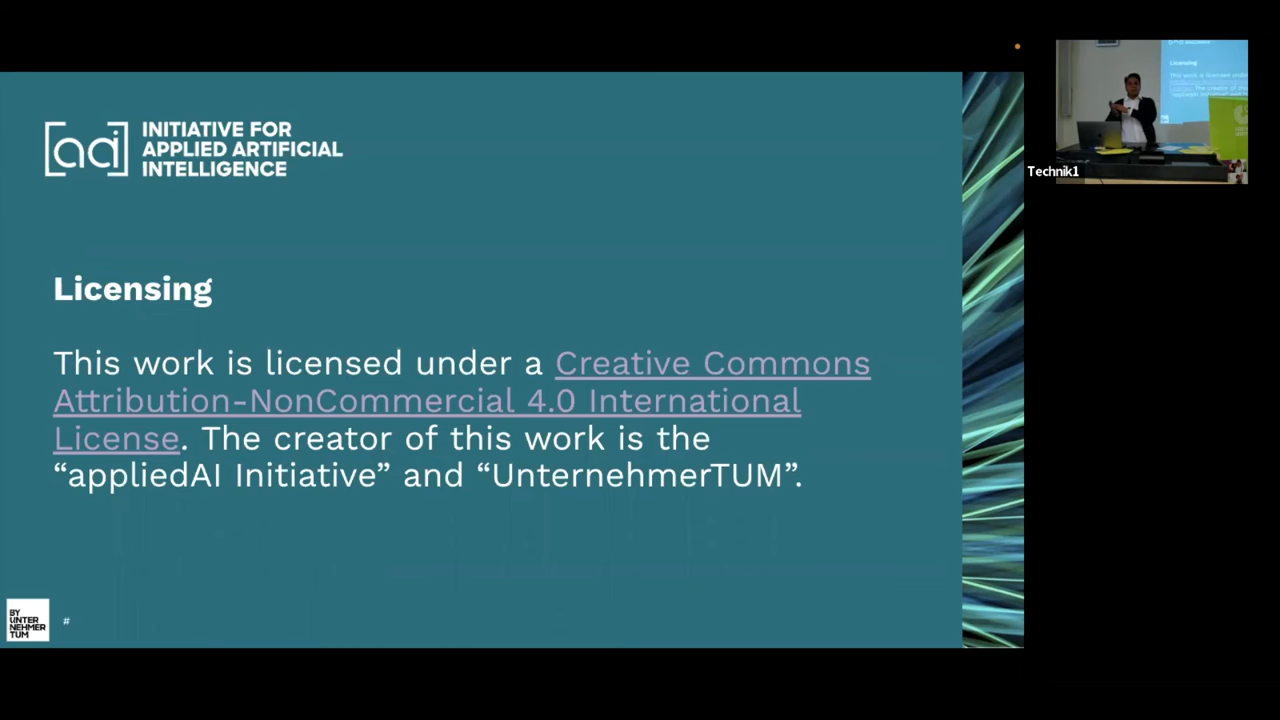 INITIATIVE FOR
APPLIED ARTIFICIAL
INTELLIGENCE
Licensing
This work is licensed under a Creative Commons
Attribution-NonCommercial 4.0 International
License. The creator of this work is the
“appliedAI Initiative” and “UnternehmerTUM”.
BY
UNTER
NEHMER
TUM
#
Technik1
Licensing